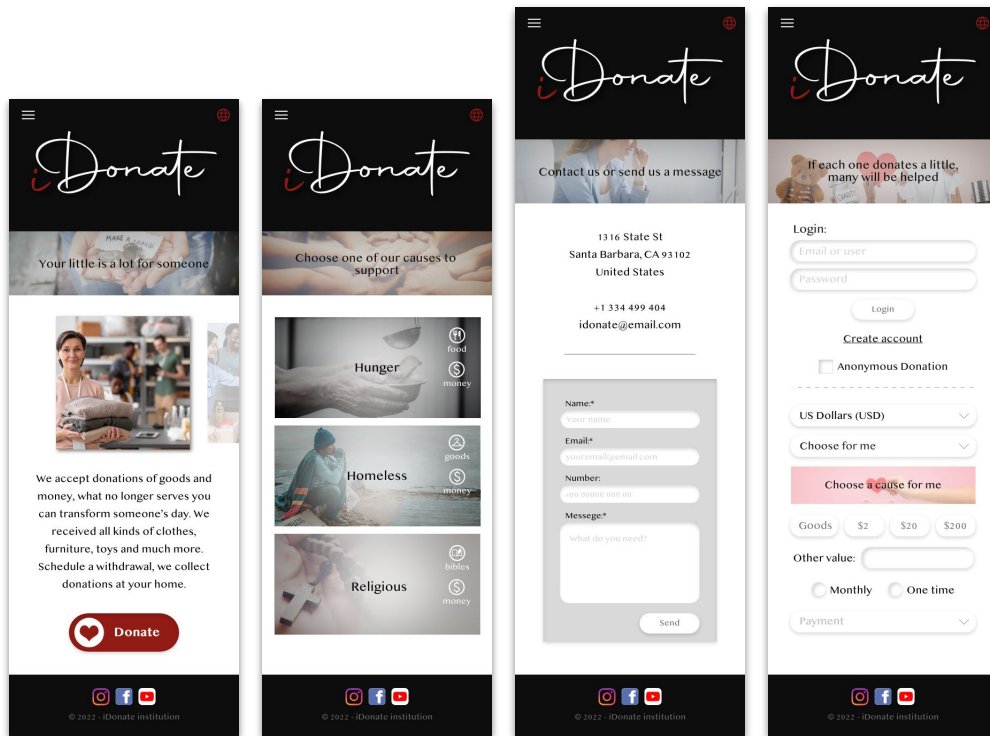 iDonate
MAKE A CHANGE
Your little is a lot for someone
We accept donations of goods and
money, what no longer serves you
can transform someone's day. We
received all kinds of clothes,
furniture, toys and much more.
Schedule a withdrawal, we collect
donations at your home.
Donate
© 2022 - iDonate institution
iDonate
Choose one of our causes to
support
Hunger
food
money
Homeless
goods
money
Religious
bibles
money
© 2022 - iDonate institution
iDonate
Contact us or send us a message
1316 State St
Santa Barbara, CA 93102
United States
+1 334 499 404
idonate@email.com
Name:*
Your name
Email:*
youremail@email.com
Number:
+00 00000 000 00
Messege:*
What do you need?
Send
© 2022 - iDonate institution
iDonate
If each one donates a little,
many will be helped
Login:
Email or user
Password
Login
Create account
Anonymous Donation
US Dollars (USD)
Choose for me
Choose a cause for me
Goods $2 $20 $200
Other value:
Monthly One time
Payment
© 2022 - iDonate institution